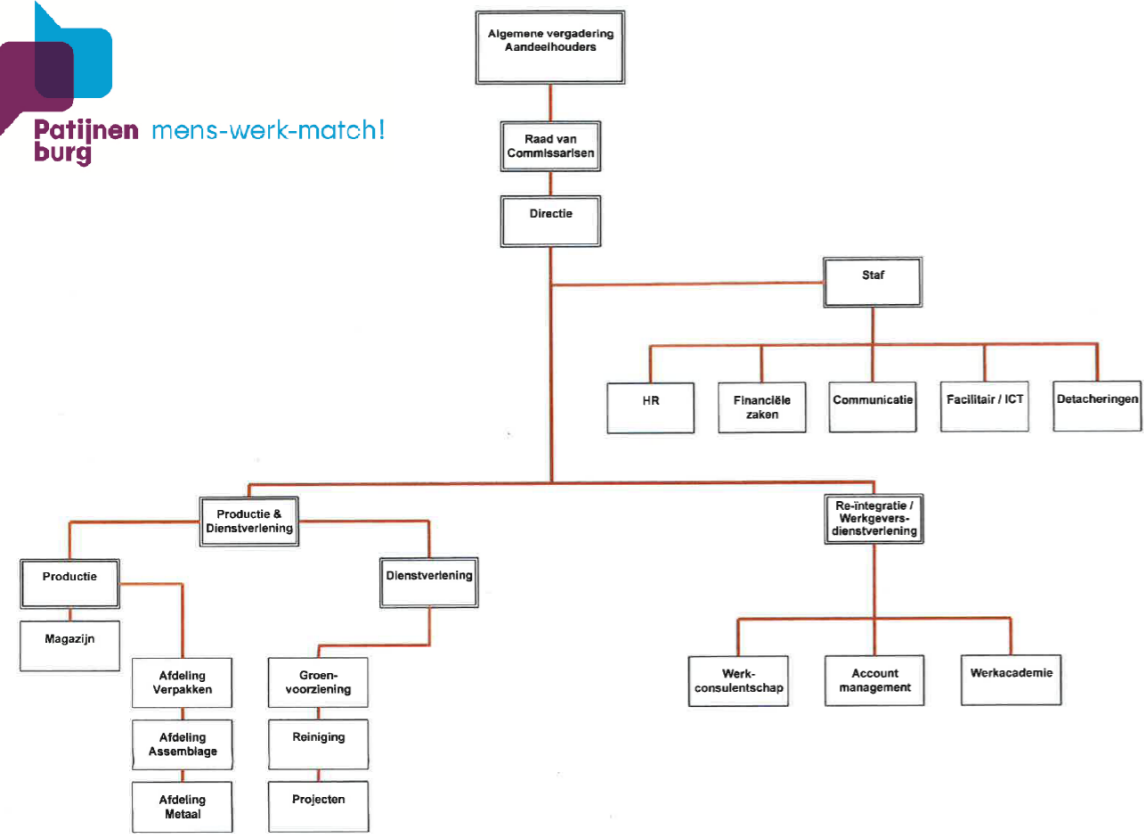 Algemene vergadering
Aandeelhouders
Patijnen mens-werk-match!
burg
Raad van
Commissarisen
Directie
Staf
HR
Financiële
zaken
Communicatie
Facilitair / ICT
Detacheringen
Productie &
Dienstverlening
Re-ïntegratie /
Werkgevers-
dienstverlening
Productie
Dienstverlening
Magazijn
Afdeling
Verpakken
Groen-
voorziening
Werk-
consulentschap
Account
management
Werkacademie
Afdeling
Assemblage
Reiniging
Afdeling
Metaal
Projecten